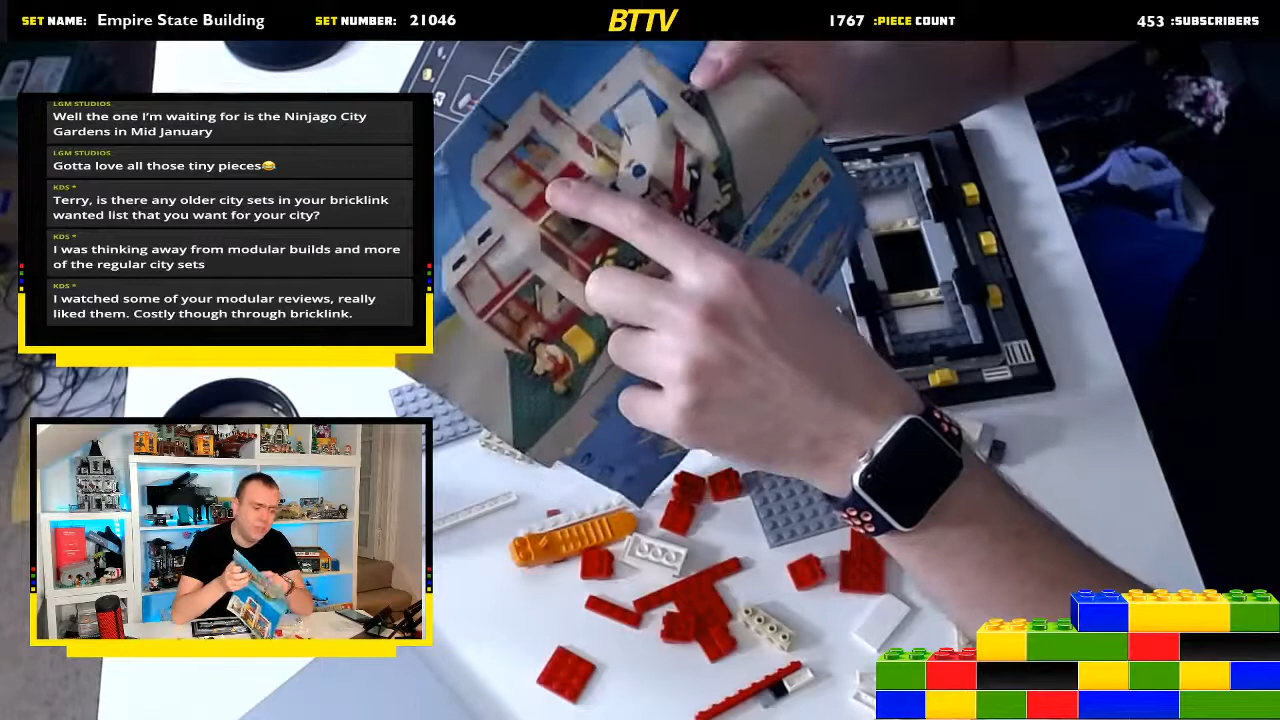 SET NAME: Empire State Building SET NUMBER: 21046 BTTV 1767 :PIECE COUNT 453 :SUBSCRIBERS
LGM STUDIOS
Well the one I'm waiting for is the Ninjago City
Gardens in Mid January
LGM STUDIOS
Gotta love all those tiny pieces😂
KDS *
Terry, is there any older city sets in your bricklink
wanted list that you want for your city?
KDS *
I was thinking away from modular builds and more
of the regular city sets
KDS *
I watched some of your modular reviews, really
liked them. Costly though through bricklink.